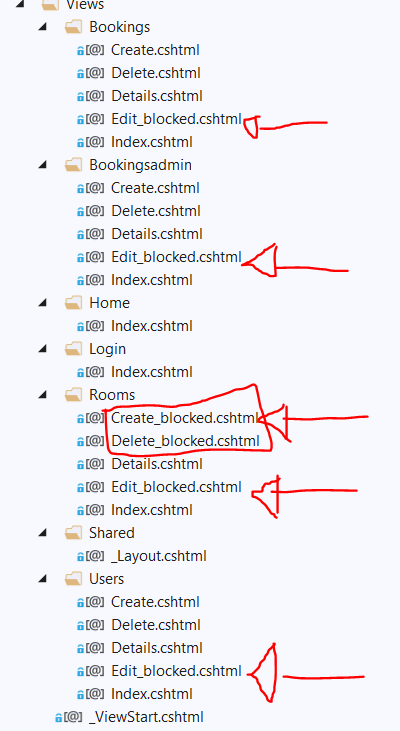 Views
Bookings
[@] Create.cshtml
[@] Delete.cshtml
[@] Details.cshtml
[@] Edit_blocked.cshtml
[@] Index.cshtml
Bookingsadmin
[@] Create.cshtml
[@] Delete.cshtml
[@] Details.cshtml
[@] Edit_blocked.cshtml
[@] Index.cshtml
Home
[@] Index.cshtml
Login
[@] Index.cshtml
Rooms
[@] Create_blocked.cshtml
[@] Delete_blocked.cshtml
[@] Details.cshtml
[@] Edit_blocked.cshtml
[@] Index.cshtml
Shared
[@] _Layout.cshtml
Users
[@] Create.cshtml
[@] Delete.cshtml
[@] Details.cshtml
[@] Edit_blocked.cshtml
[@] Index.cshtml
[@] _ViewStart.cshtml